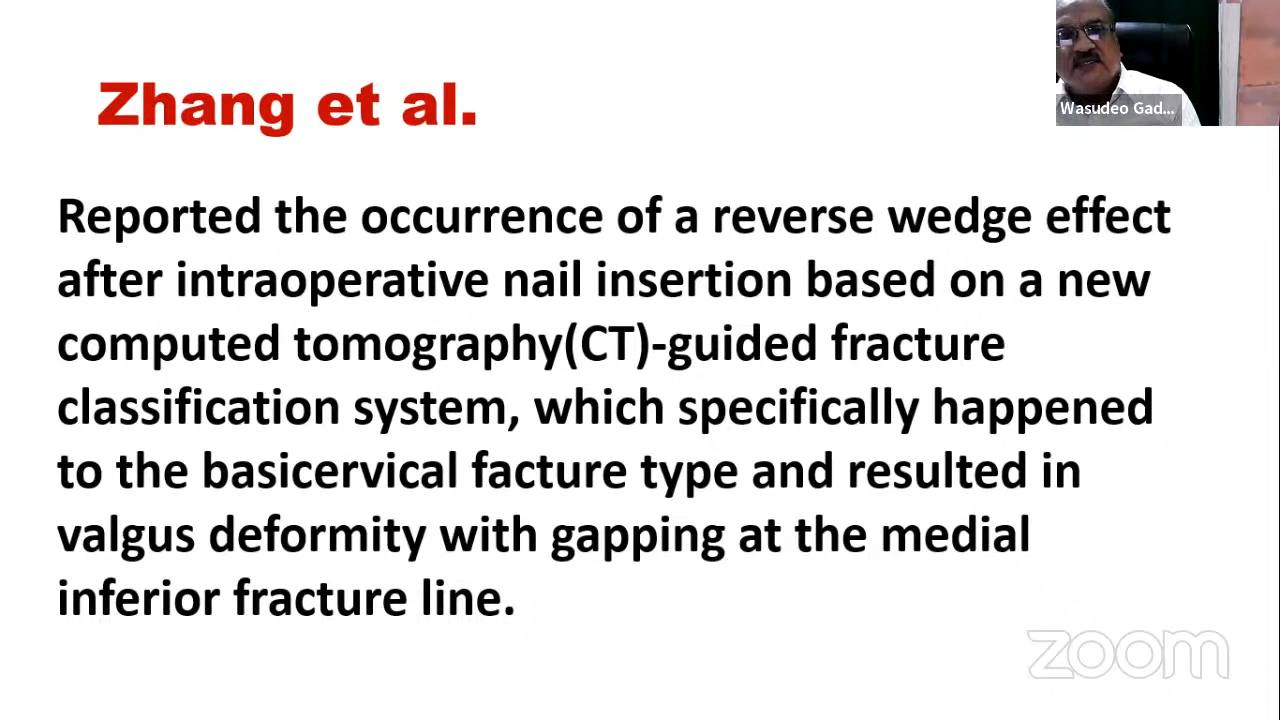 Zhang et al.
Wasudeo Gad...
Reported the occurrence of a reverse wedge effect
after intraoperative nail insertion based on a new
computed tomography(CT)-guided fracture
classification system, which specifically happened
to the basicervical facture type and resulted in
valgus deformity with gapping at the medial
inferior fracture line.
zoom